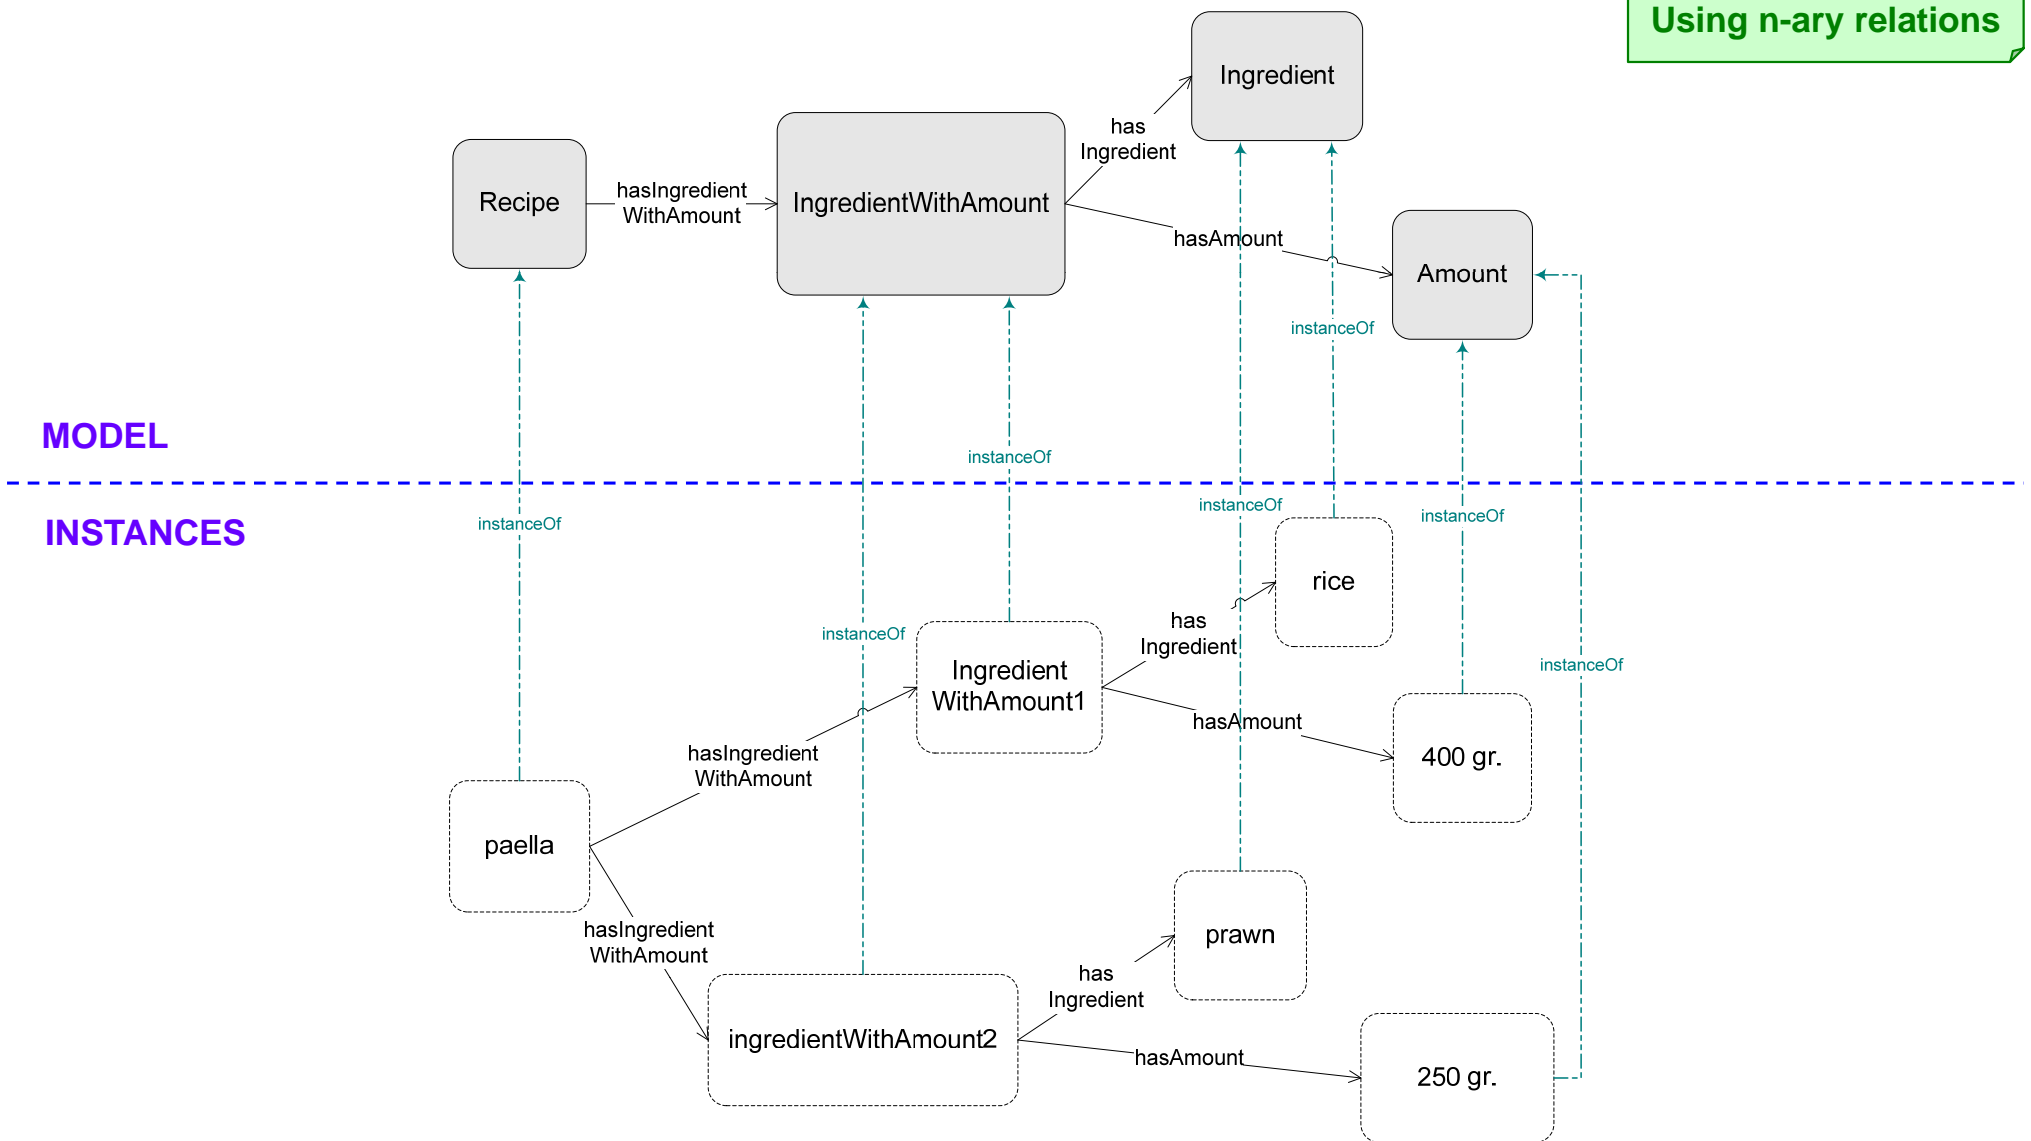 Using n-ary relations
Ingredient
has
Ingredient
Recipe
hasIngredient
WithAmount
IngredientWithAmount
hasAmount
Amount
instanceOf
MODEL
instanceOf
INSTANCES
instanceOf
instanceOf
instanceOf
rice
has
Ingredient
instanceOf
instanceOf
Ingredient
WithAmount1
hasAmount
hasIngredient
WithAmount
400 gr.
paella
hasIngredient
WithAmount
prawn
has
Ingredient
ingredientWithAmount2
hasAmount
250 gr.